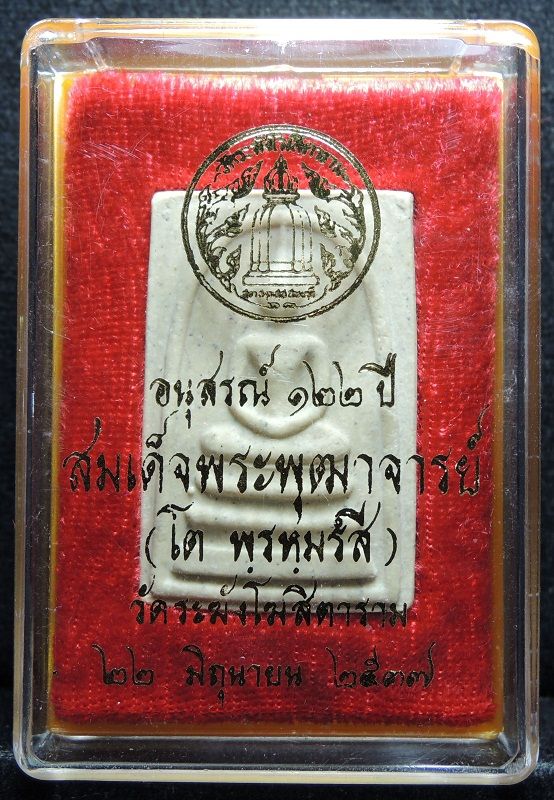 อนุสรณ์ ๑๒๒ ปี
สมเด็จพระพุฒาจารย์
(โต พฺรหฺมรํสี)
วัดระฆังโฆสิตาราม
๒๒ มิถุนายน ๒๕๓๗